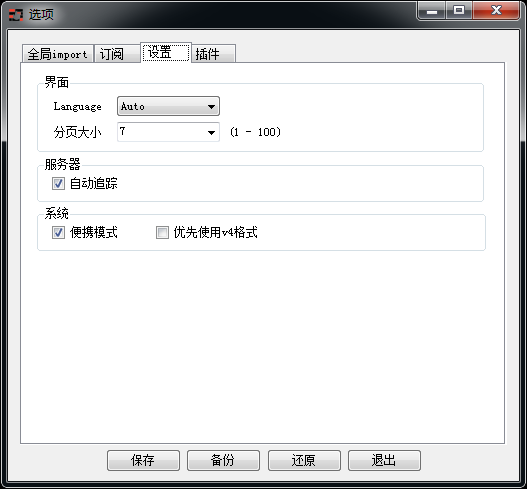 选项
全局import 订阅 设置 插件
界面
Language Auto
分页大小 7 (1 - 100)
服务器
自动追踪
系统
便携模式 优先使用v4格式
保存 备份 还原 退出